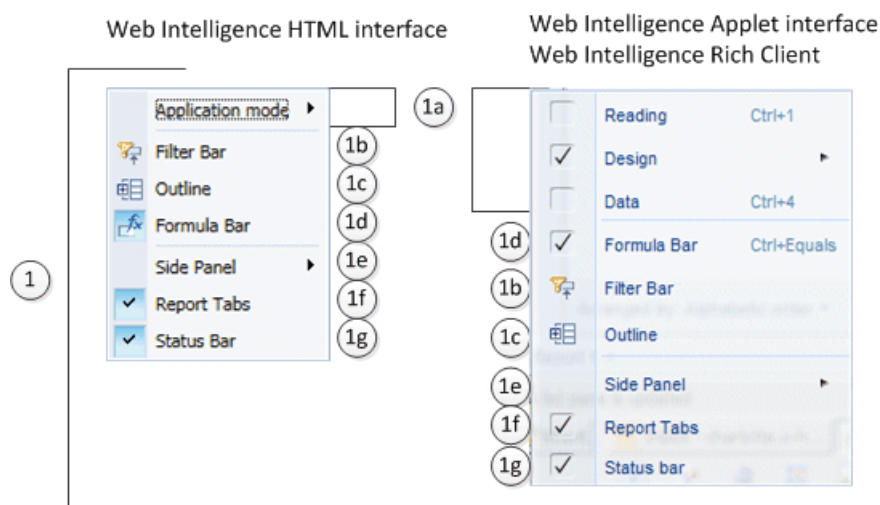 Web Intelligence HTML interface
Web Intelligence Applet interface
Web Intelligence Rich Client
1
Application mode
1a
Filter Bar
1b
Outline
1c
Formula Bar
1d
Side Panel
1e
Report Tabs
1f
Status Bar
1g
Reading Ctrl+1
Design
Data Ctrl+4
1d Formula Bar Ctrl+Equals
1b Filter Bar
1c Outline
1e Side Panel
1f Report Tabs
1g Status bar